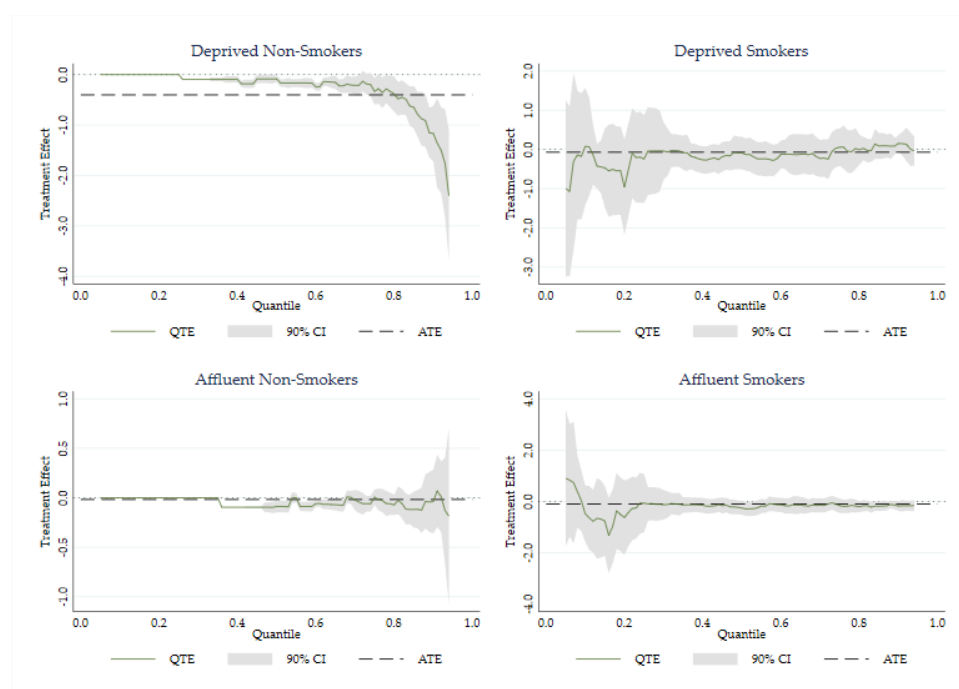 Deprived Non-Smokers
Treatment Effect
0.0
-1.0
-2.0
-3.0
-4.0
0.0 0.2 0.4 0.6 0.8 1.0
Quantile
QTE 90% CI ATE
Deprived Smokers
Treatment Effect
2.0
1.0
0.0
-1.0
-2.0
-3.0
0.0 0.2 0.4 0.6 0.8 1.0
Quantile
QTE 90% CI ATE
Affluent Non-Smokers
Treatment Effect
1.0
0.5
0.0
-0.5
-1.0
0.0 0.2 0.4 0.6 0.8 1.0
Quantile
QTE 90% CI ATE
Affluent Smokers
Treatment Effect
4.0
2.0
0.0
-2.0
-4.0
0.0 0.2 0.4 0.6 0.8 1.0
Quantile
QTE 90% CI ATE